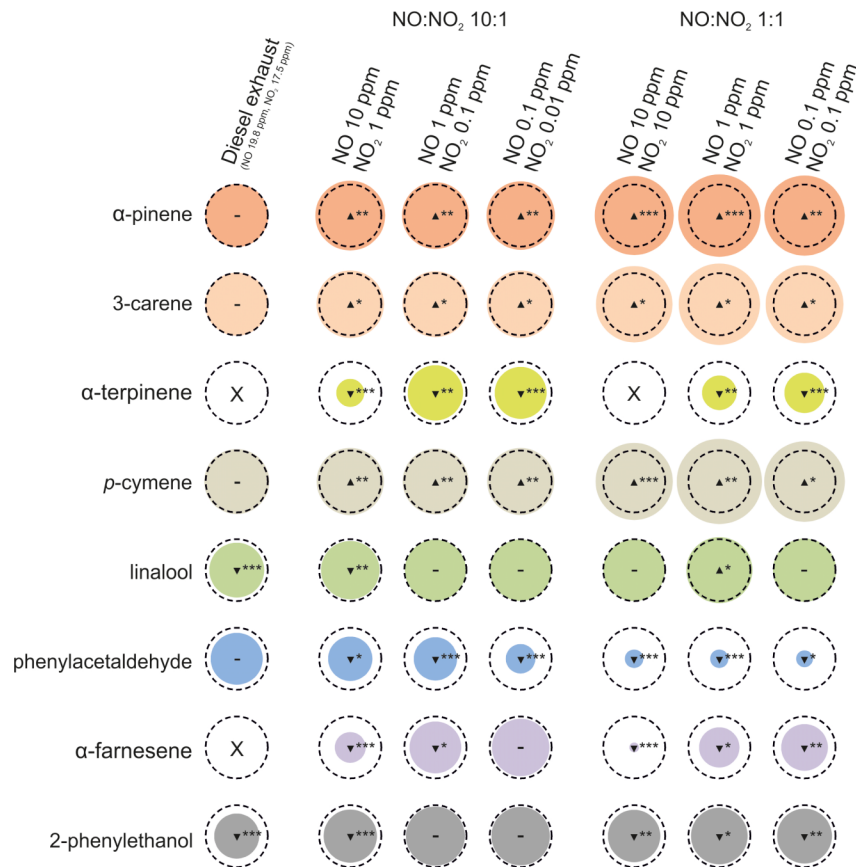 NO:NO₂ 10:1
NO:NO₂ 1:1
Diesel exhaust
(NO 19.8 ppm, NO₂ 17.5 ppm)
NO 10 ppm
NO₂ 1 ppm
NO 1 ppm
NO₂ 0.1 ppm
NO 0.1 ppm
NO₂ 0.01 ppm
NO 10 ppm
NO₂ 10 ppm
NO 1 ppm
NO₂ 1 ppm
NO 0.1 ppm
NO₂ 0.1 ppm
α-pinene - ▲** ▲** ▲** ▲*** ▲*** ▲**
3-carene - ▲* ▲* ▲* ▲* ▲* ▲*
α-terpinene X ▼*** ▼** ▼*** X ▼** ▼***
p-cymene - ▲** ▲** ▲** ▲*** ▲** ▲*
linalool ▼*** ▼** - - - ▲* -
phenylacetaldehyde - ▼* ▼*** ▼*** ▼*** ▼*** ▼*
α-farnesene X ▼*** ▼* - ▼*** ▼* ▼**
2-phenylethanol ▼*** ▼*** - - ▼** ▼* ▼**